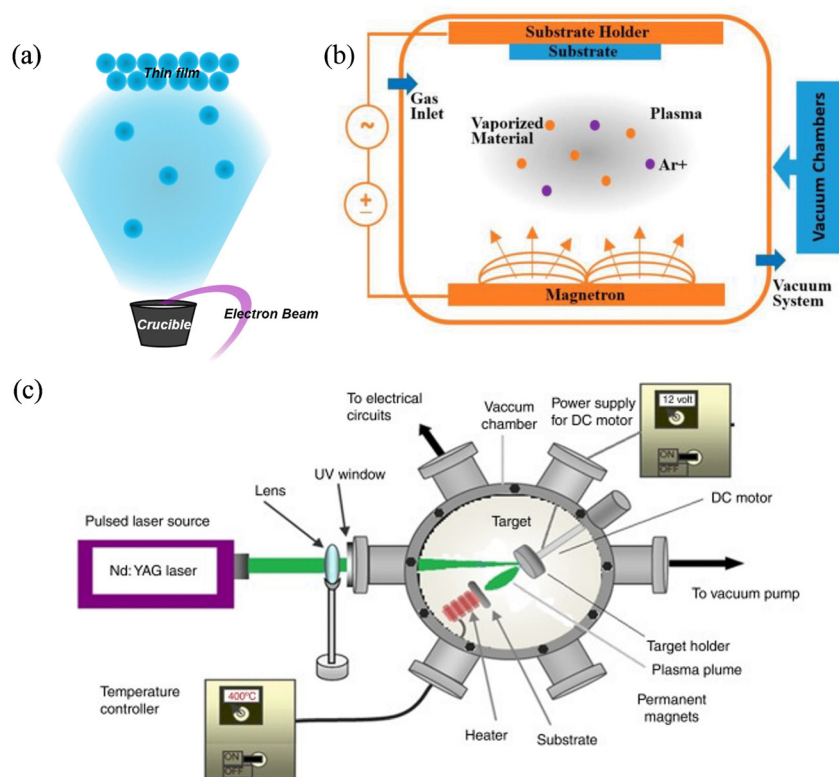 (a)
Thin film
Crucible
Electron Beam
(b)
Substrate Holder
Substrate
Gas
Inlet
Vaporized
Material
Plasma
Ar+
~
±
Magnetron
Vacuum Chambers
Vacuum
System
(c)
To electrical
circuits
Vaccum
chamber
Power supply
for DC motor
12 volt
ON
OFF
UV window
Lens
Pulsed laser source
Nd:YAG laser
Target
DC motor
To vacuum pump
Target holder
Plasma plume
Permanent
magnets
Temperature
controller
400°C
ON
OFF
Heater
Substrate